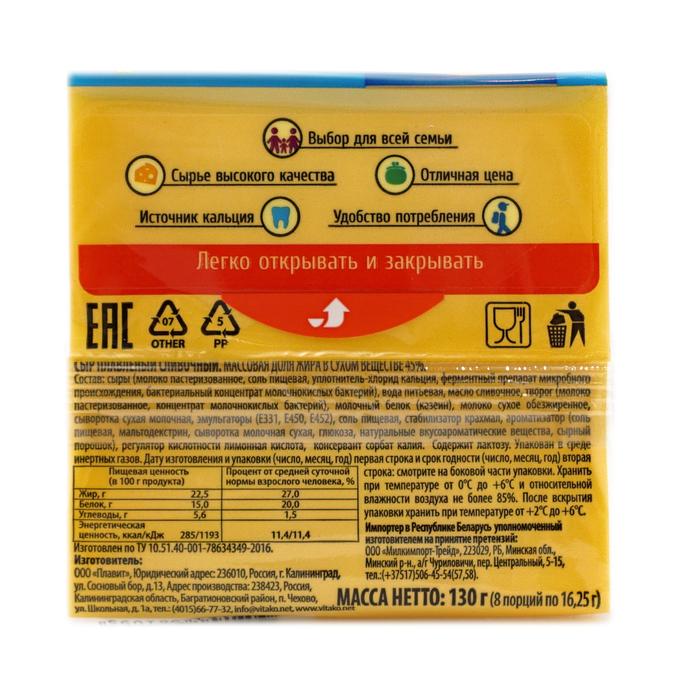 Выбор для всей семьи
Сырье высокого качества
Отличная цена
Источник кальция
Удобство потребления
Легко открывать и закрывать
EAC
07
OTHER
5
PP
СЫР ПЛАВЛЕНЫЙ СЛИВОЧНЫЙ. МАССОВАЯ ДОЛЯ ЖИРА В СУХОМ ВЕЩЕСТВЕ 45%.
Состав: сыры (молоко пастеризованное, соль пищевая, уплотнитель-хлорид кальция, ферментный препарат микробного
происхождения, бактериальный концентрат молочнокислых бактерий), вода питьевая, масло сливочное, творог (молоко
пастеризованное, концентрат молочнокислых бактерий), молочный белок (казеин), молоко сухое обезжиренное,
сыворотка сухая молочная, эмульгаторы (E331, E450, E452), соль пищевая, стабилизатор крахмал, ароматизатор (соль
пищевая, мальтодекстрин, сыворотка молочная сухая, глюкоза, натуральные вкусоароматические вещества, сырный
порошок), регулятор кислотности лимонная кислота, консервант сорбат калия. Содержит лактозу. Упакован в среде
инертных газов. Дату изготовления и упаковки (число, месяц, год) первая строка и срок годности (число, месяц, год) вторая
строка: смотрите на боковой части упаковки. Хранить
при температуре от 0°С до +6°С и относительной
влажности воздуха не более 85%. После вскрытия
упаковки хранить при температуре от +2°С до +6°С.
Пищевая ценность
(в 100 г продукта)
Процент от средней суточной
нормы взрослого человека, %
Жир, г 22,5 27,0
Белок, г 15,0 20,0
Углеводы, г 5,6 1,5
Энергетическая
ценность, ккал/кДж 285/1193 11,4/11,4
Изготовлен по ТУ 10.51.40-001-78634349-2016.
Изготовитель:
ООО «Плавит», Юридический адрес: 236010, Россия, г. Калининград,
ул. Сосновый бор, д.13, Адрес производства: 238423, Россия,
Калининградская область, Багратионовский район, п. Чехово,
ул. Школьная, д. 1а, тел.: (4015)66-77-32, info@vitako.net www.vitako.net
Импортер в Республике Беларусь уполномоченный
изготовителем на принятие претензий:
ООО «Милкимпорт-Трейд», 223029, РБ, Минская обл.,
Минский р-н, а/г Чуриловичи, пер. Центральный, 5-15,
тел.:(+37517)506-45-54(57,58).
МАССА НЕТТО: 130 г (8 порций по 16,25 г)